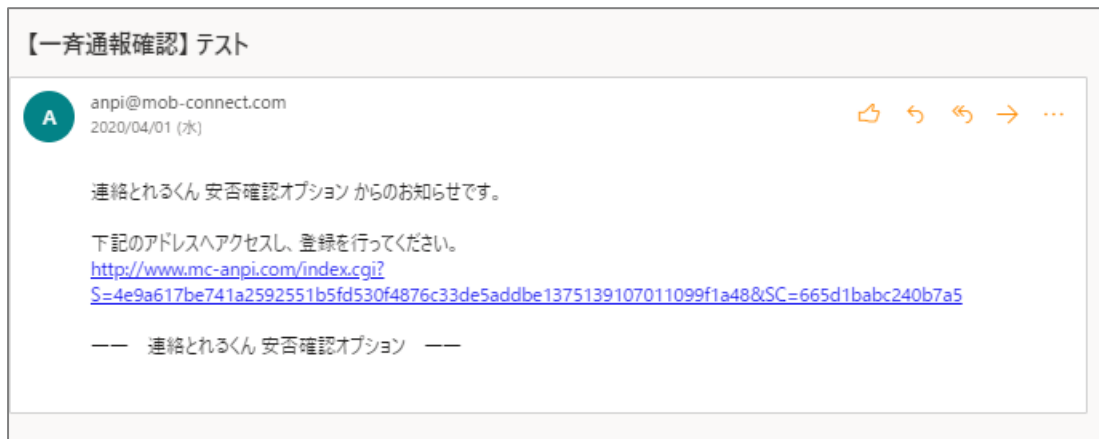 【一斉通報確認】テスト
A
anpi@mob-connect.com
2020/04/01 (水)
連絡とれるくん 安否確認オプション からのお知らせです。
下記のアドレスへアクセスし、登録を行ってください。
http://www.mc-anpi.com/index.cgi?
S=4e9a617be741a2592551b5fd530f4876c33de5addbe1375139107011099f1a48&SC=665d1babc240b7a5
―― 連絡とれるくん 安否確認オプション ――